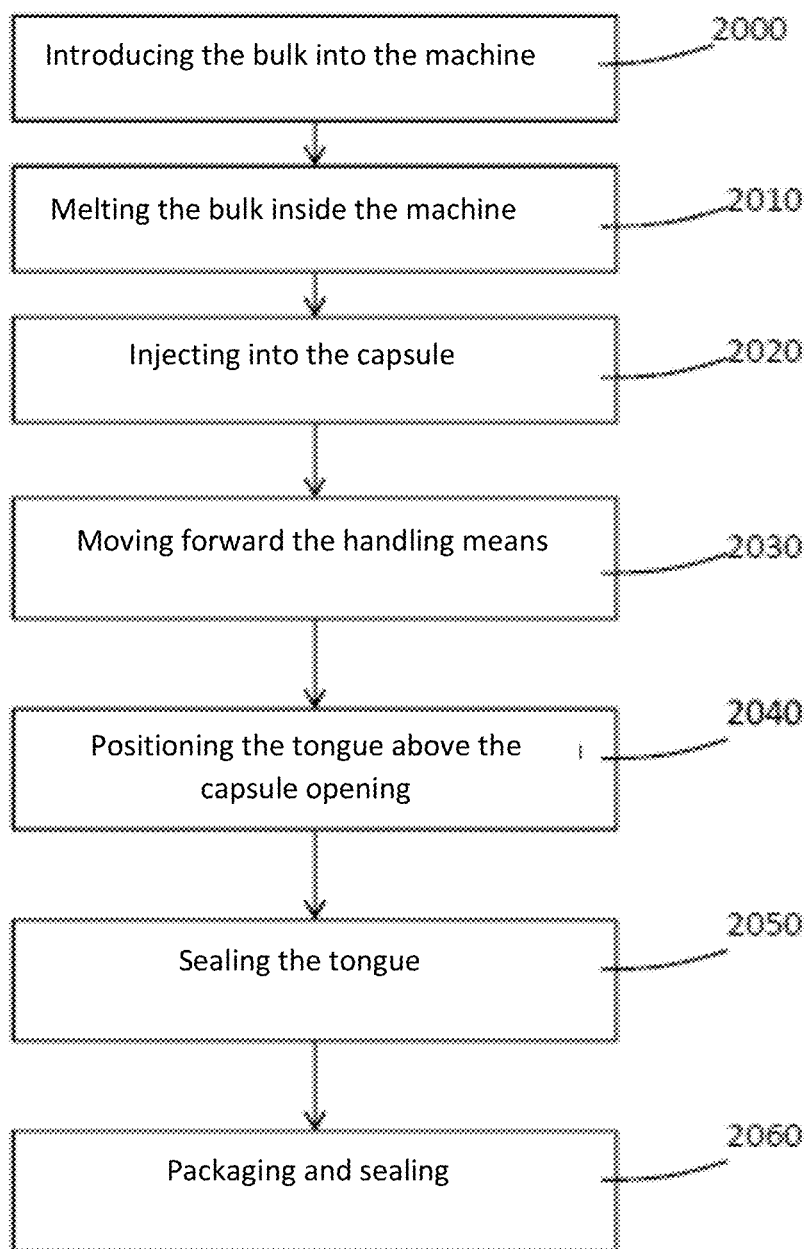 Introducing the bulk into the machine
2000
Melting the bulk inside the machine
2010
Injecting into the capsule
2020
Moving forward the handling means
2030
Positioning the tongue above the
capsule opening
2040
Sealing the tongue
2050
Packaging and sealing
2060